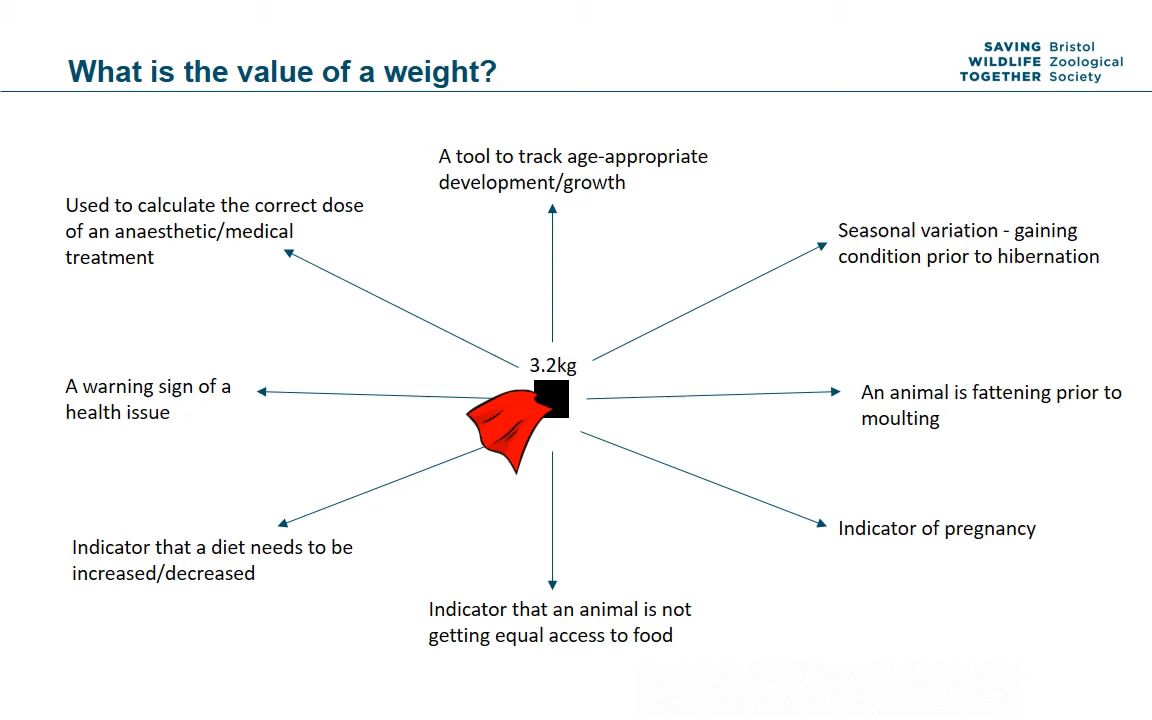 What is the value of a weight?
SAVING Bristol
WILDLIFE Zoological
TOGETHER Society
A tool to track age-appropriate
development/growth
Used to calculate the correct dose
of an anaesthetic/medical
treatment
Seasonal variation - gaining
condition prior to hibernation
3.2kg
A warning sign of a
health issue
An animal is fattening prior to
moulting
Indicator that a diet needs to be
increased/decreased
Indicator of pregnancy
Indicator that an animal is not
getting equal access to food